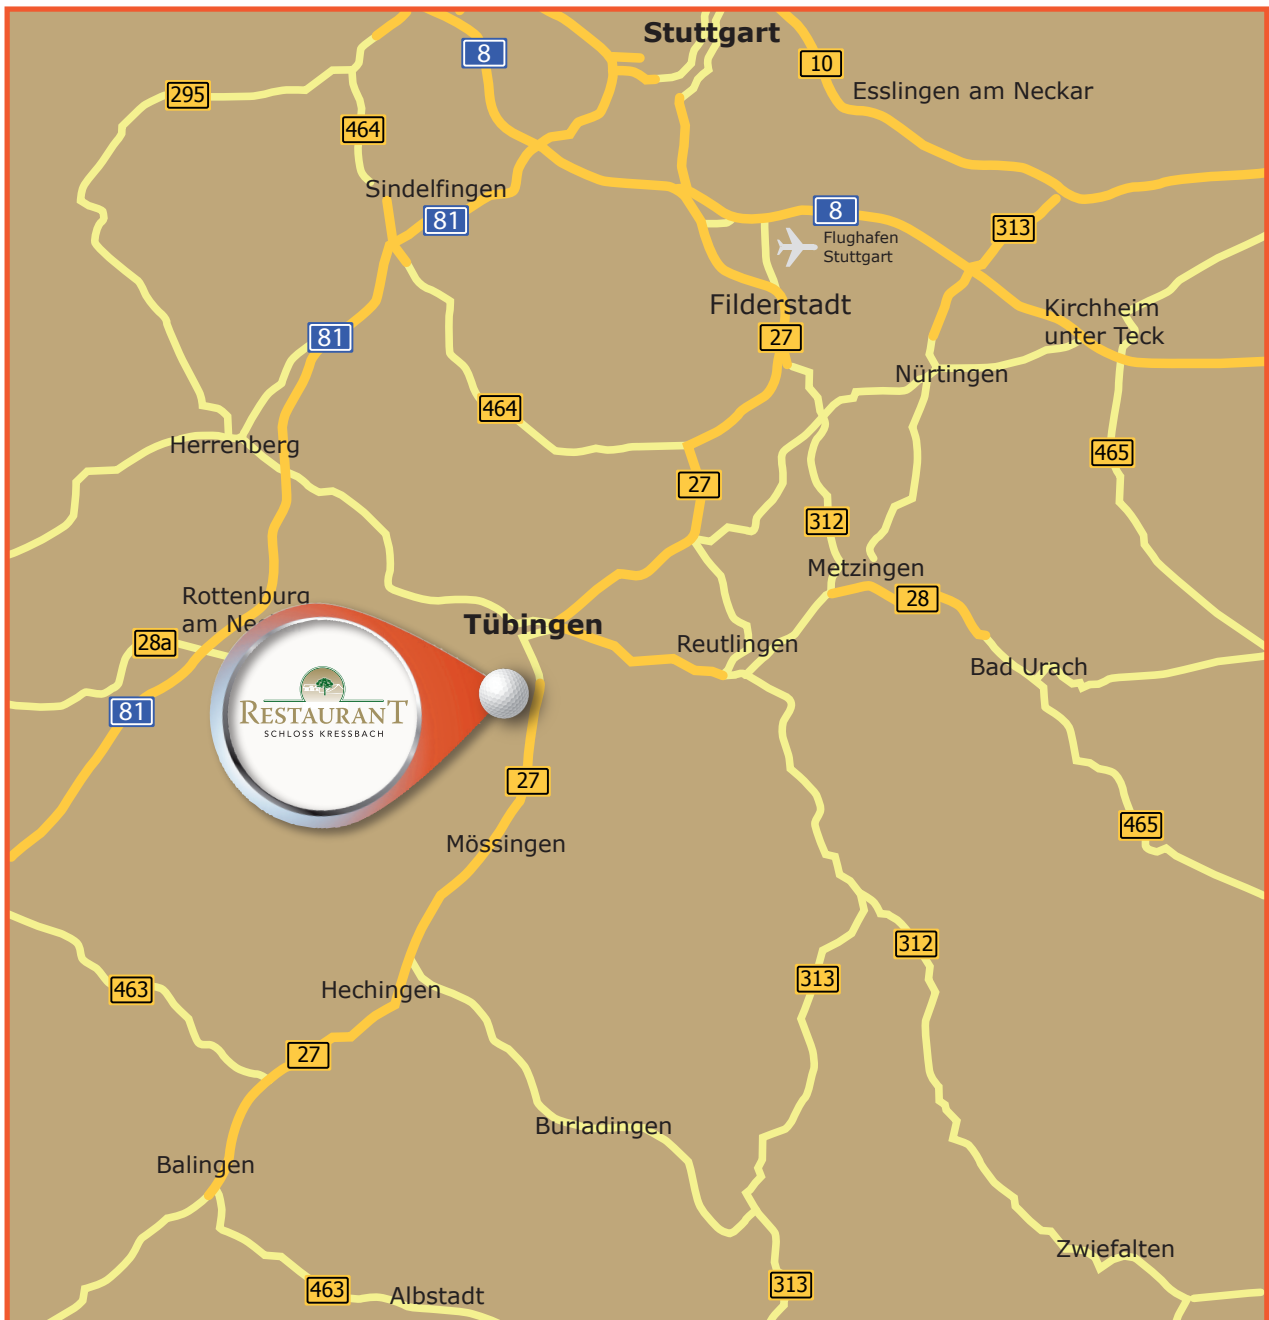 Stuttgart
8
10
Esslingen am Neckar
295
464
Sindelfingen
81
8
313
Flughafen
Stuttgart
Filderstadt
Kirchheim
unter Teck
81
27
Nürtingen
464
Herrenberg
465
27
312
Metzingen
Rottenburg
am
28
28a
Tübingen
Reutlingen
Bad Urach
81
RESTAURANT
SCHLOSS KRESSBACH
27
465
Mössingen
312
313
463
Hechingen
27
Burladingen
Balingen
Zwiefalten
463
Albstadt
313